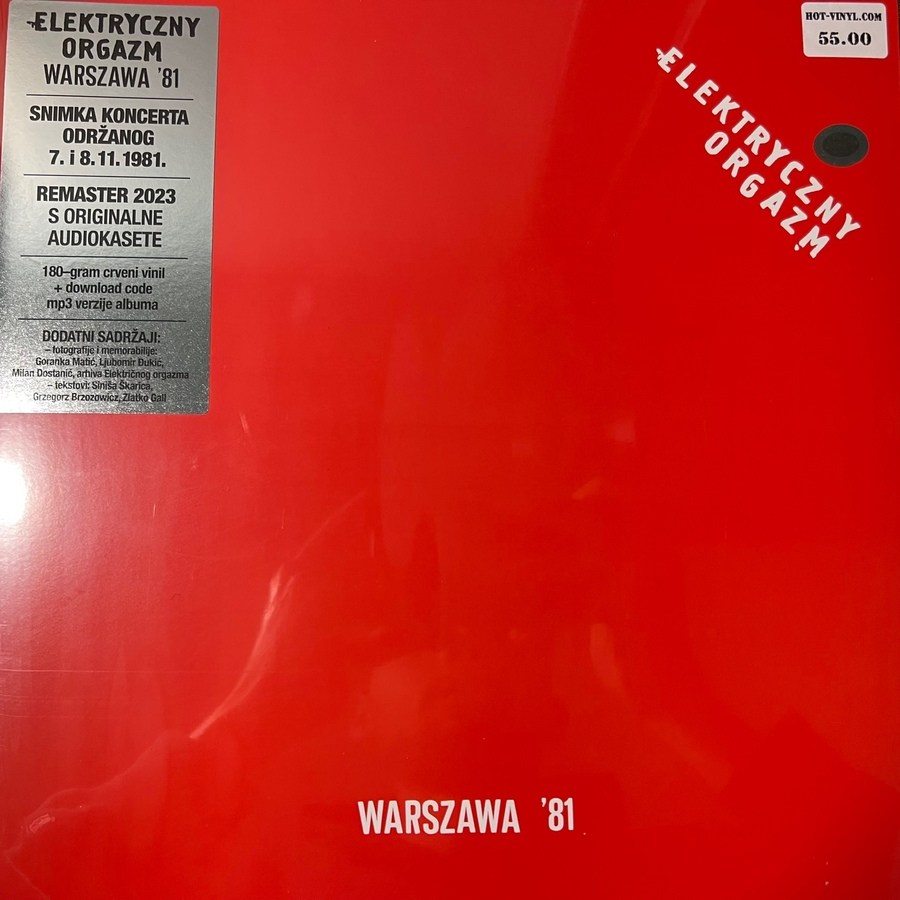 ELEKTRYCZNY
ORGAZM
WARSZAWA '81
SNIMKA KONCERTA
ODRŽANOG
7. i 8. 11. 1981.
REMASTER 2023
S ORIGINALNE
AUDIOKASETE
180–gram crveni vinil
+ download code
mp3 verzije albuma
DODATNI SADRŽAJI:
– fotografije i memorabilije:
Goranka Matić, Ljubomir Đukić,
Milan Dostanić, arhiva Električnog orgazma
– tekstovi: Siniša Škarica,
Grzegorz Brzozowicz, Zlatko Gall
HOT-VINYL.COM
55.00
ELEKTRYCZNY
ORGAZM
WARSZAWA '81